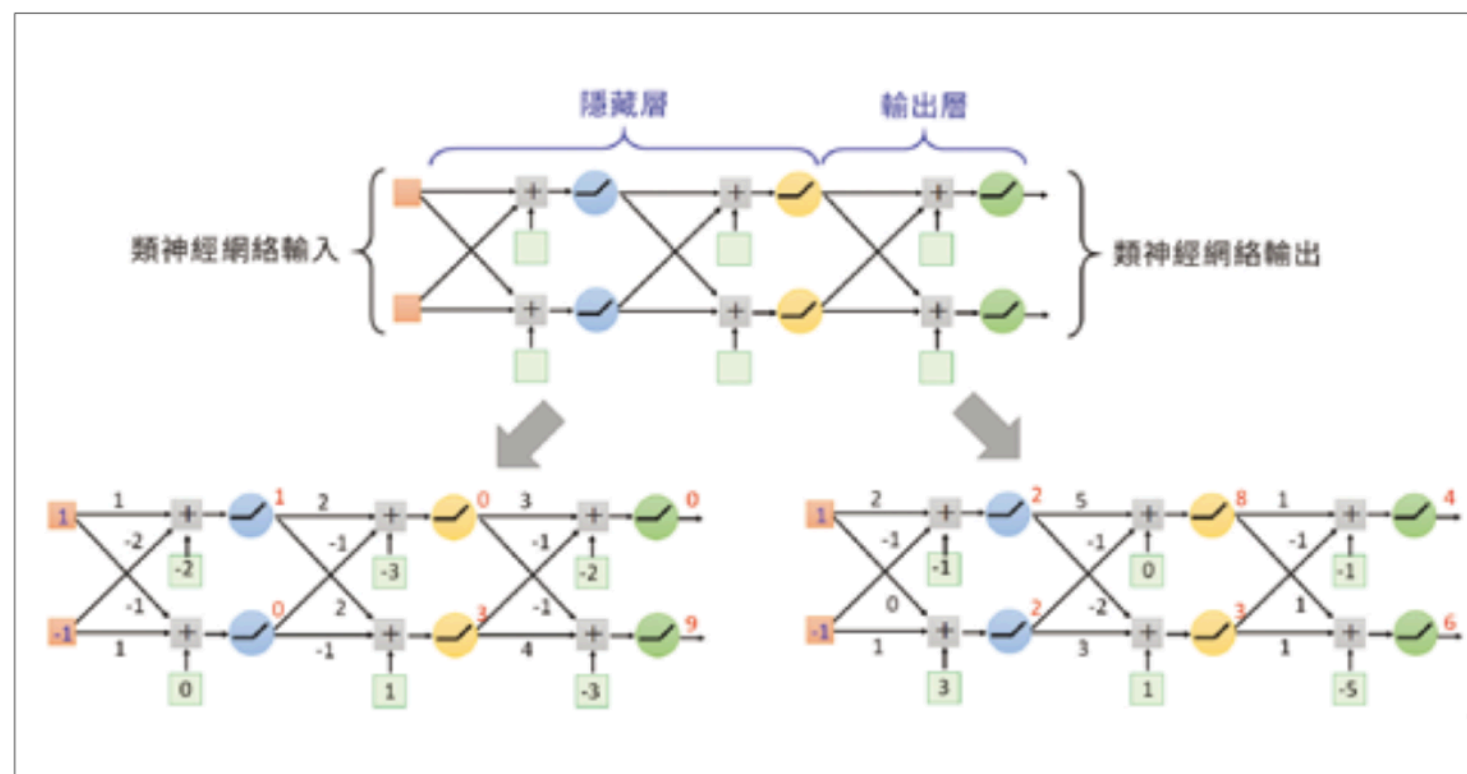 隱藏層 輸出層
類神經網絡輸入 類神經網絡輸出
+ + +
+ + +
1 1 + 1 2 + 0 3 + 0
-2 -1 -1
-2 -3 -2
-1 0 2 3 -1 9
-1 1 + -1 + 4 +
0 1 -3
1 2 + 2 5 + 8 1 + 4
-1 -1 -1
-1 0 -1
0 2 -2 3 1 6
-1 1 + 3 + 1 +
3 1 -5